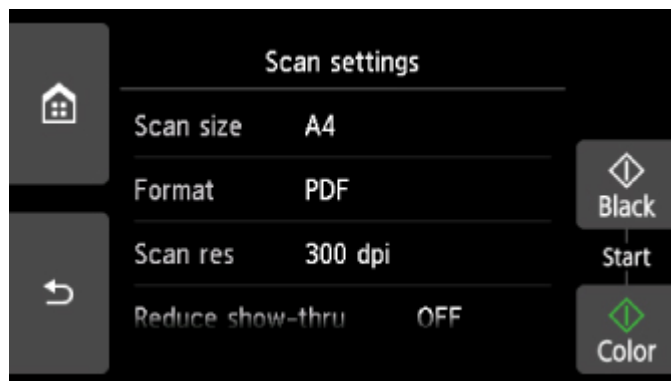 Scan settings
Scan size A4
Format PDF
Scan res 300 dpi
Reduce show-thru OFF
Black
Start
Color